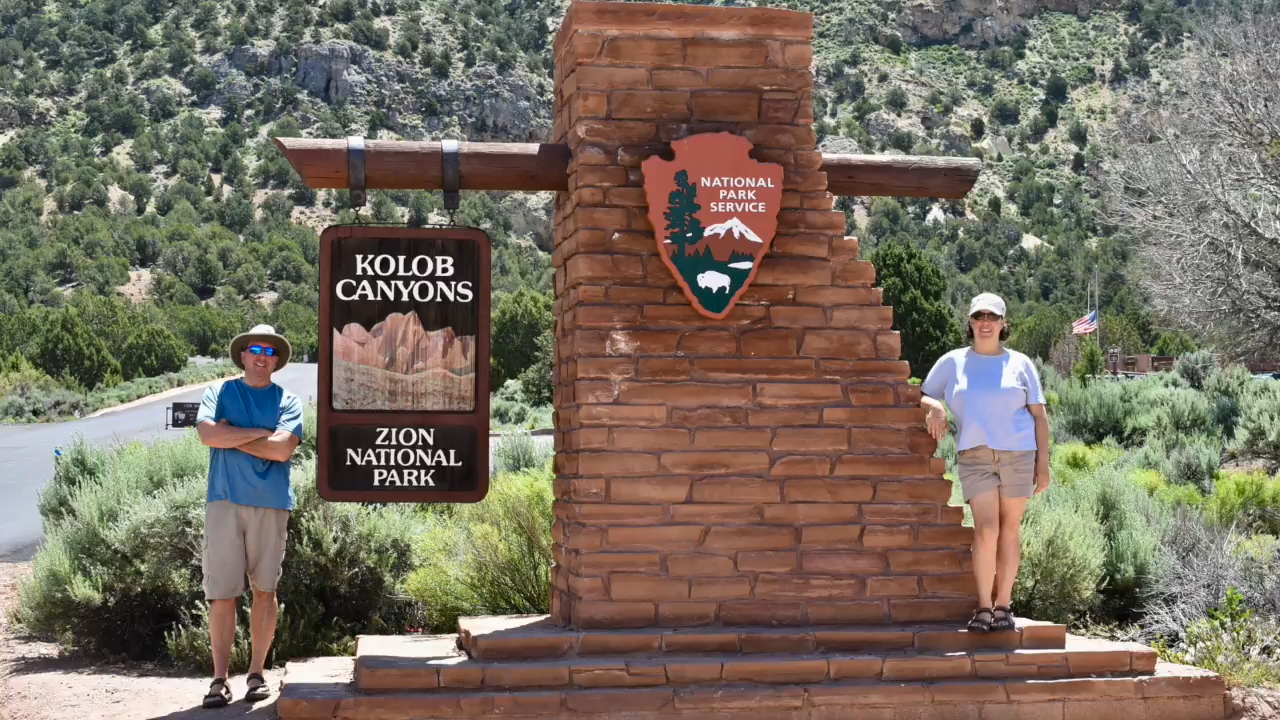 KOLOB
CANYONS
ZION
NATIONAL
PARK
NATIONAL
PARK
SERVICE